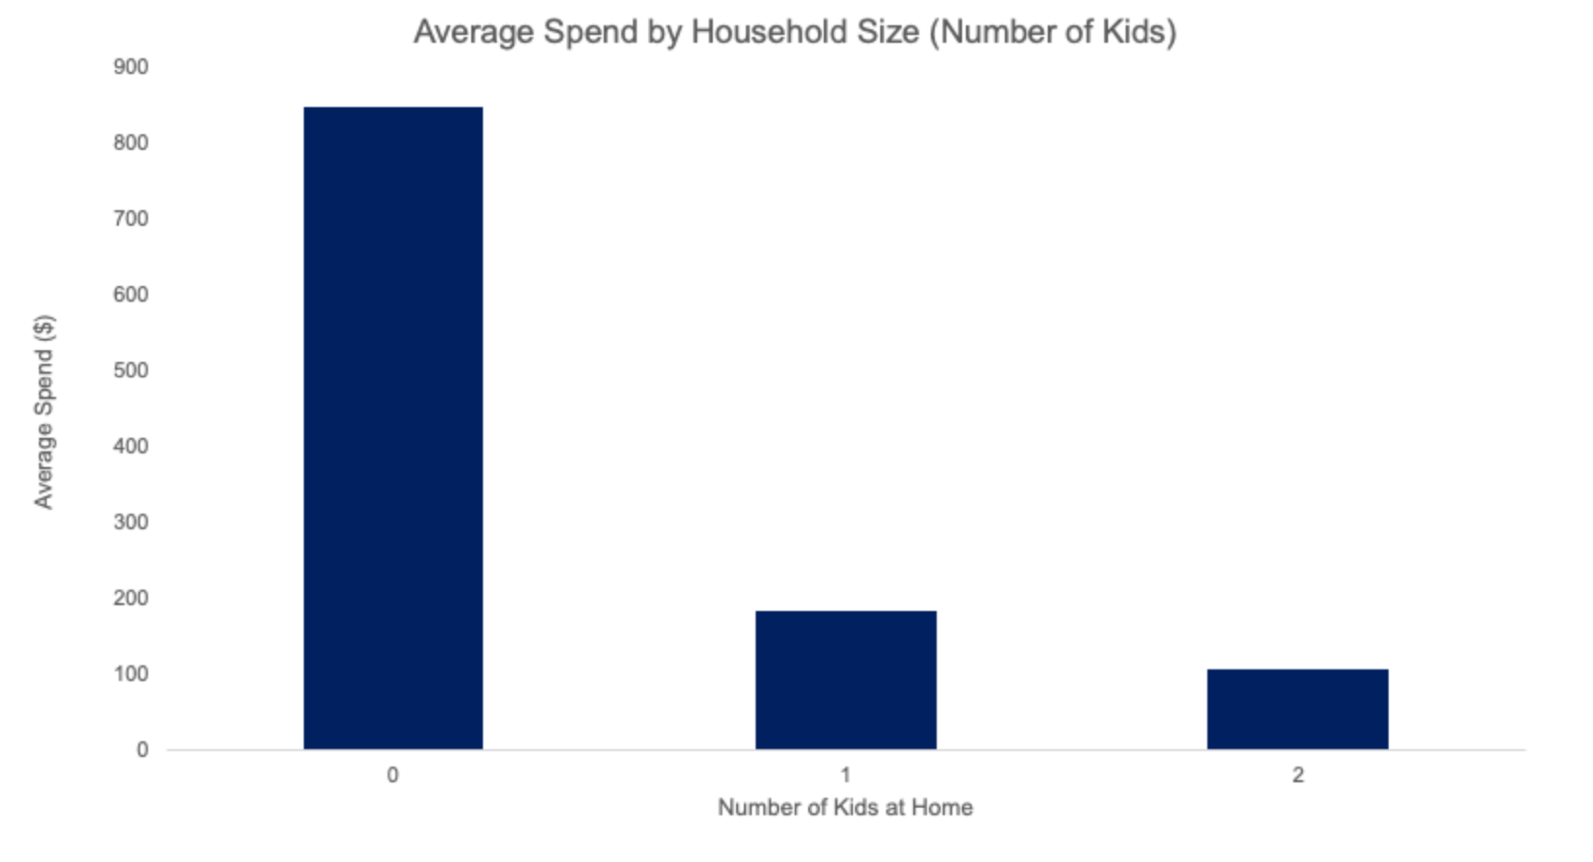 Average Spend by Household Size (Number of Kids)
900
800
700
600
500
400
300
200
100
0
Average Spend ($)
0 1 2
Number of Kids at Home